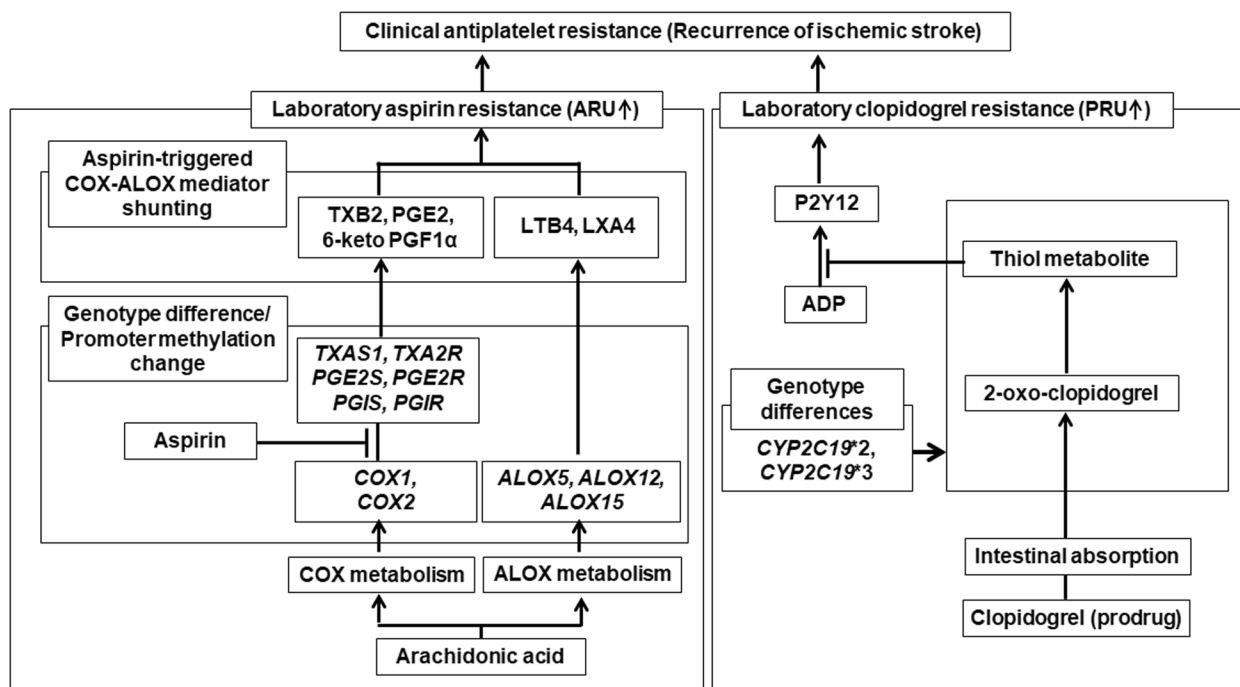 Clinical antiplatelet resistance (Recurrence of ischemic stroke)
Laboratory aspirin resistance (ARU↑)
Aspirin-triggered
COX-ALOX mediator
shunting
TXB2, PGE2,
6-keto PGF1α
LTB4, LXA4
Genotype difference/
Promoter methylation
change
TXAS1, TXA2R
PGE2S, PGE2R
PGIS, PGIR
Aspirin
COX1,
COX2
ALOX5, ALOX12,
ALOX15
COX metabolism
ALOX metabolism
Arachidonic acid
Laboratory clopidogrel resistance (PRU↑)
P2Y12
Thiol metabolite
ADP
Genotype
differences
CYP2C19*2,
CYP2C19*3
2-oxo-clopidogrel
Intestinal absorption
Clopidogrel (prodrug)